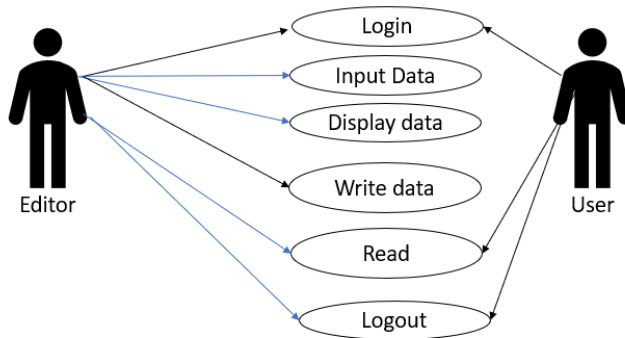 Login
Input Data
Display data
Write data
Editor
User
Read
Logout